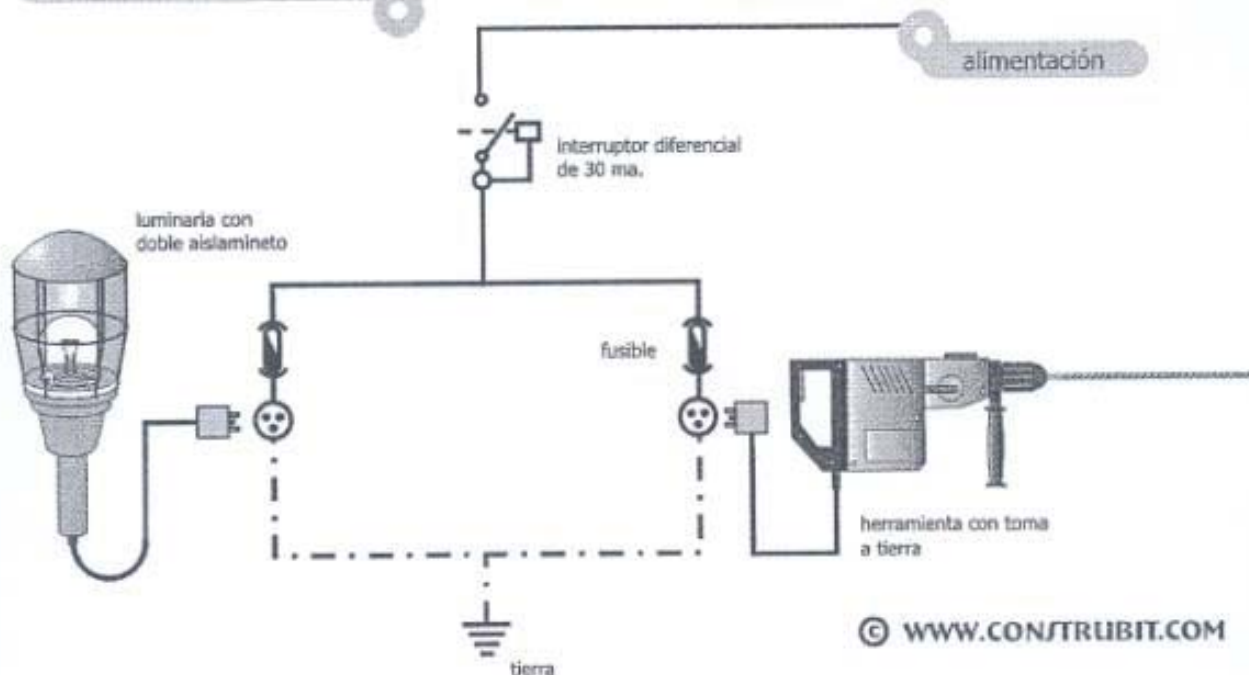 alimentación
interruptor diferencial
de 30 ma.
luminaria con
doble aislamineto
fusible
herramienta con toma
a tierra
© WWW.CONSTRUBIT.COM
tierra